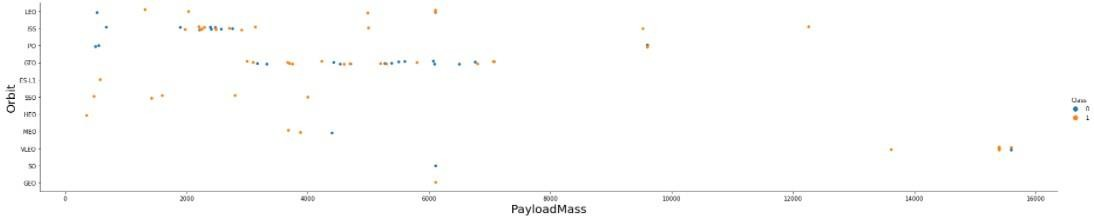 LEO
ISS
PO
GTO
ES-L1
SSO
HEO
MEO
VLEO
SO
GEO
Orbit
0 2000 4000 6000 8000 10000 12000 14000 16000
PayloadMass
Class
0
1